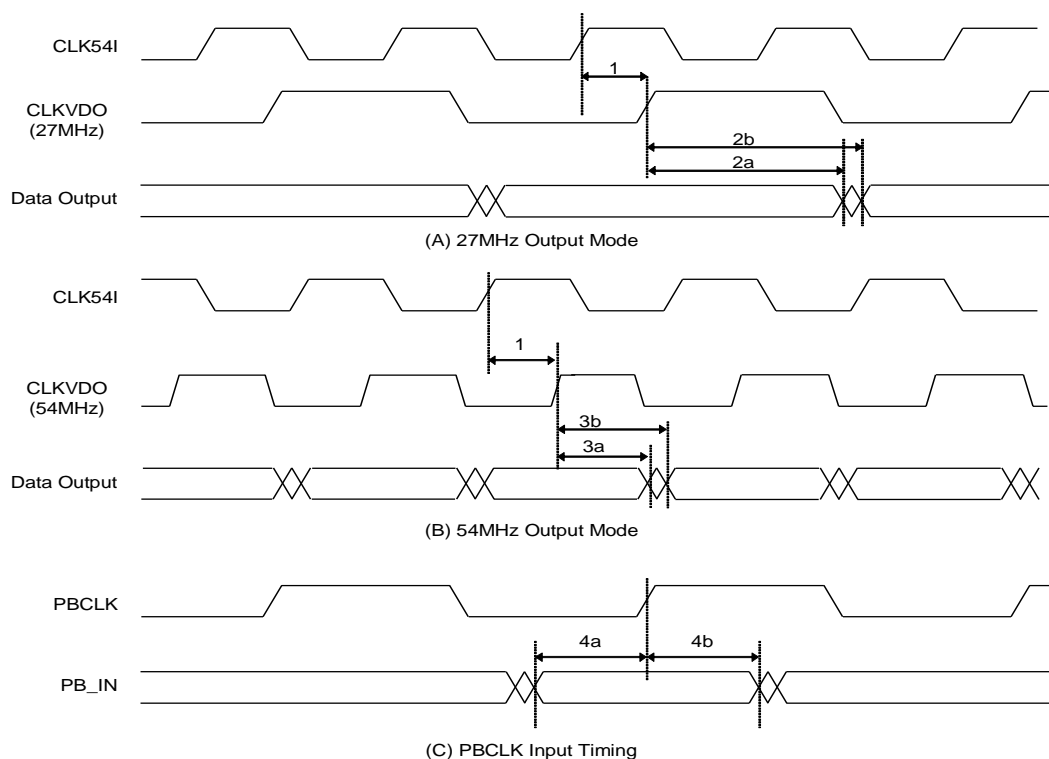 CLK54I
1
CLKVDO
(27MHz)
2b
2a
Data Output
(A) 27MHz Output Mode
CLK54I
1
CLKVDO
(54MHz)
3b
3a
Data Output
(B) 54MHz Output Mode
PBCLK
4a
4b
PB_IN
(C) PBCLK Input Timing